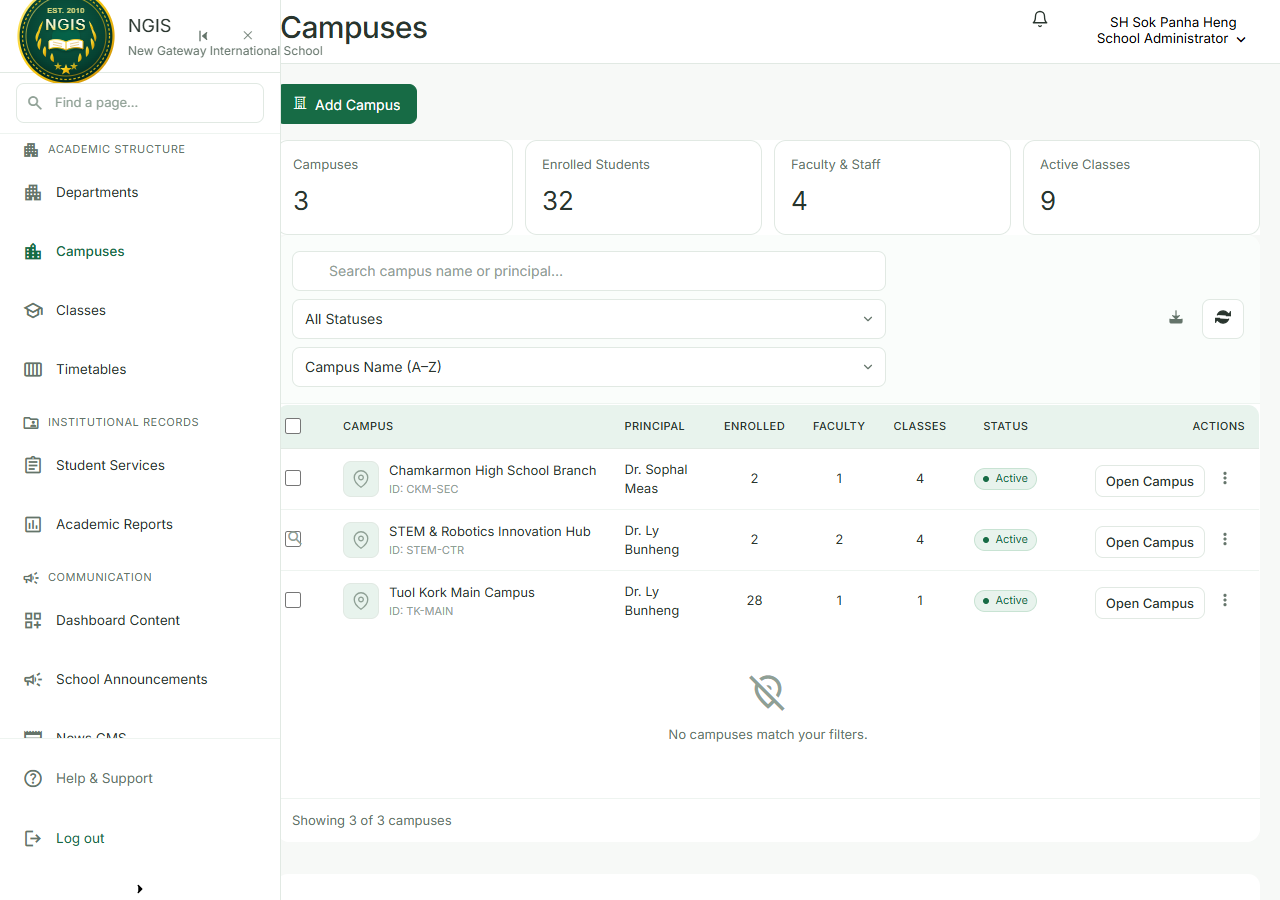 EST. 2010
NGIS
NGIS
New Gateway International School
Find a page...
ACADEMIC STRUCTURE
Departments
Campuses
Classes
Timetables
INSTITUTIONAL RECORDS
Student Services
Academic Reports
COMMUNICATION
Dashboard Content
School Announcements
News CMS
Help & Support
Log out
Campuses
SH Sok Panha Heng
School Administrator
Add Campus
Campuses
3
Enrolled Students
32
Faculty & Staff
4
Active Classes
9
Search campus name or principal...
All Statuses
Campus Name (A–Z)
CAMPUS PRINCIPAL ENROLLED FACULTY CLASSES STATUS ACTIONS
Chamkarmon High School Branch
ID: CKM-SEC
Dr. Sophal
Meas
2 1 4 Active Open Campus
STEM & Robotics Innovation Hub
ID: STEM-CTR
Dr. Ly
Bunheng
2 2 4 Active Open Campus
Tuol Kork Main Campus
ID: TK-MAIN
Dr. Ly
Bunheng
28 1 1 Active Open Campus
No campuses match your filters.
Showing 3 of 3 campuses